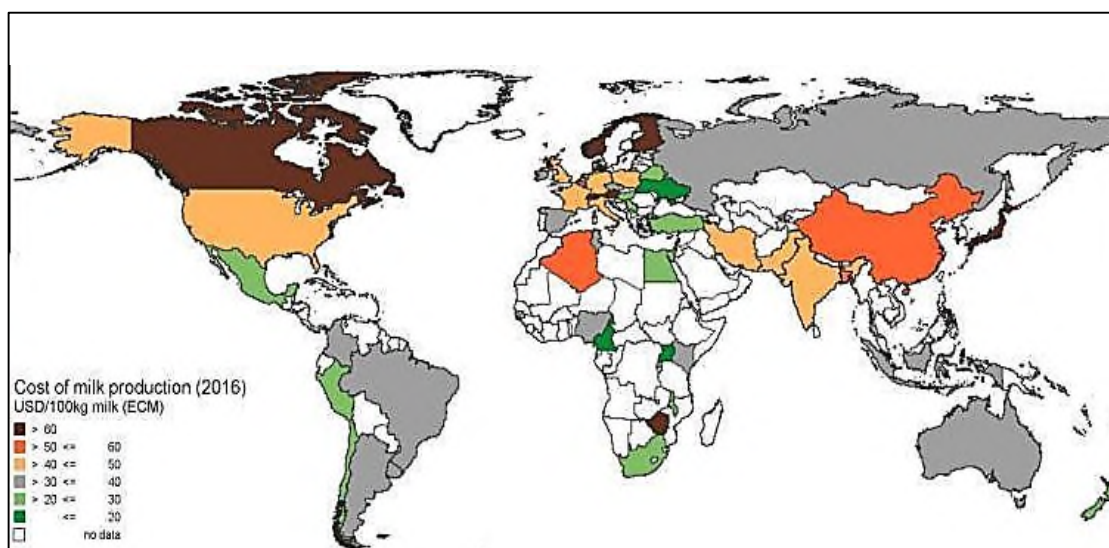 Cost of milk production (2016)
USD/100kg milk (ECM)
> 60
> 50 <= 60
> 40 <= 50
> 30 <= 40
> 20 <= 30
<= 20
no data